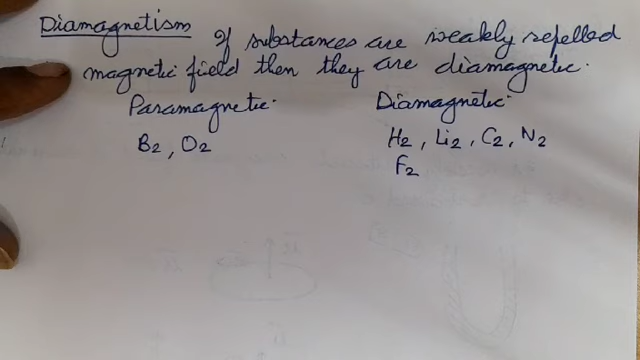 Diamagnetism If substances are weakly repelled
magnetic field then they are diamagnetic.
Paramagnetic. Diamagnetic.
B2, O2 H2, Li2, C2, N2
F2